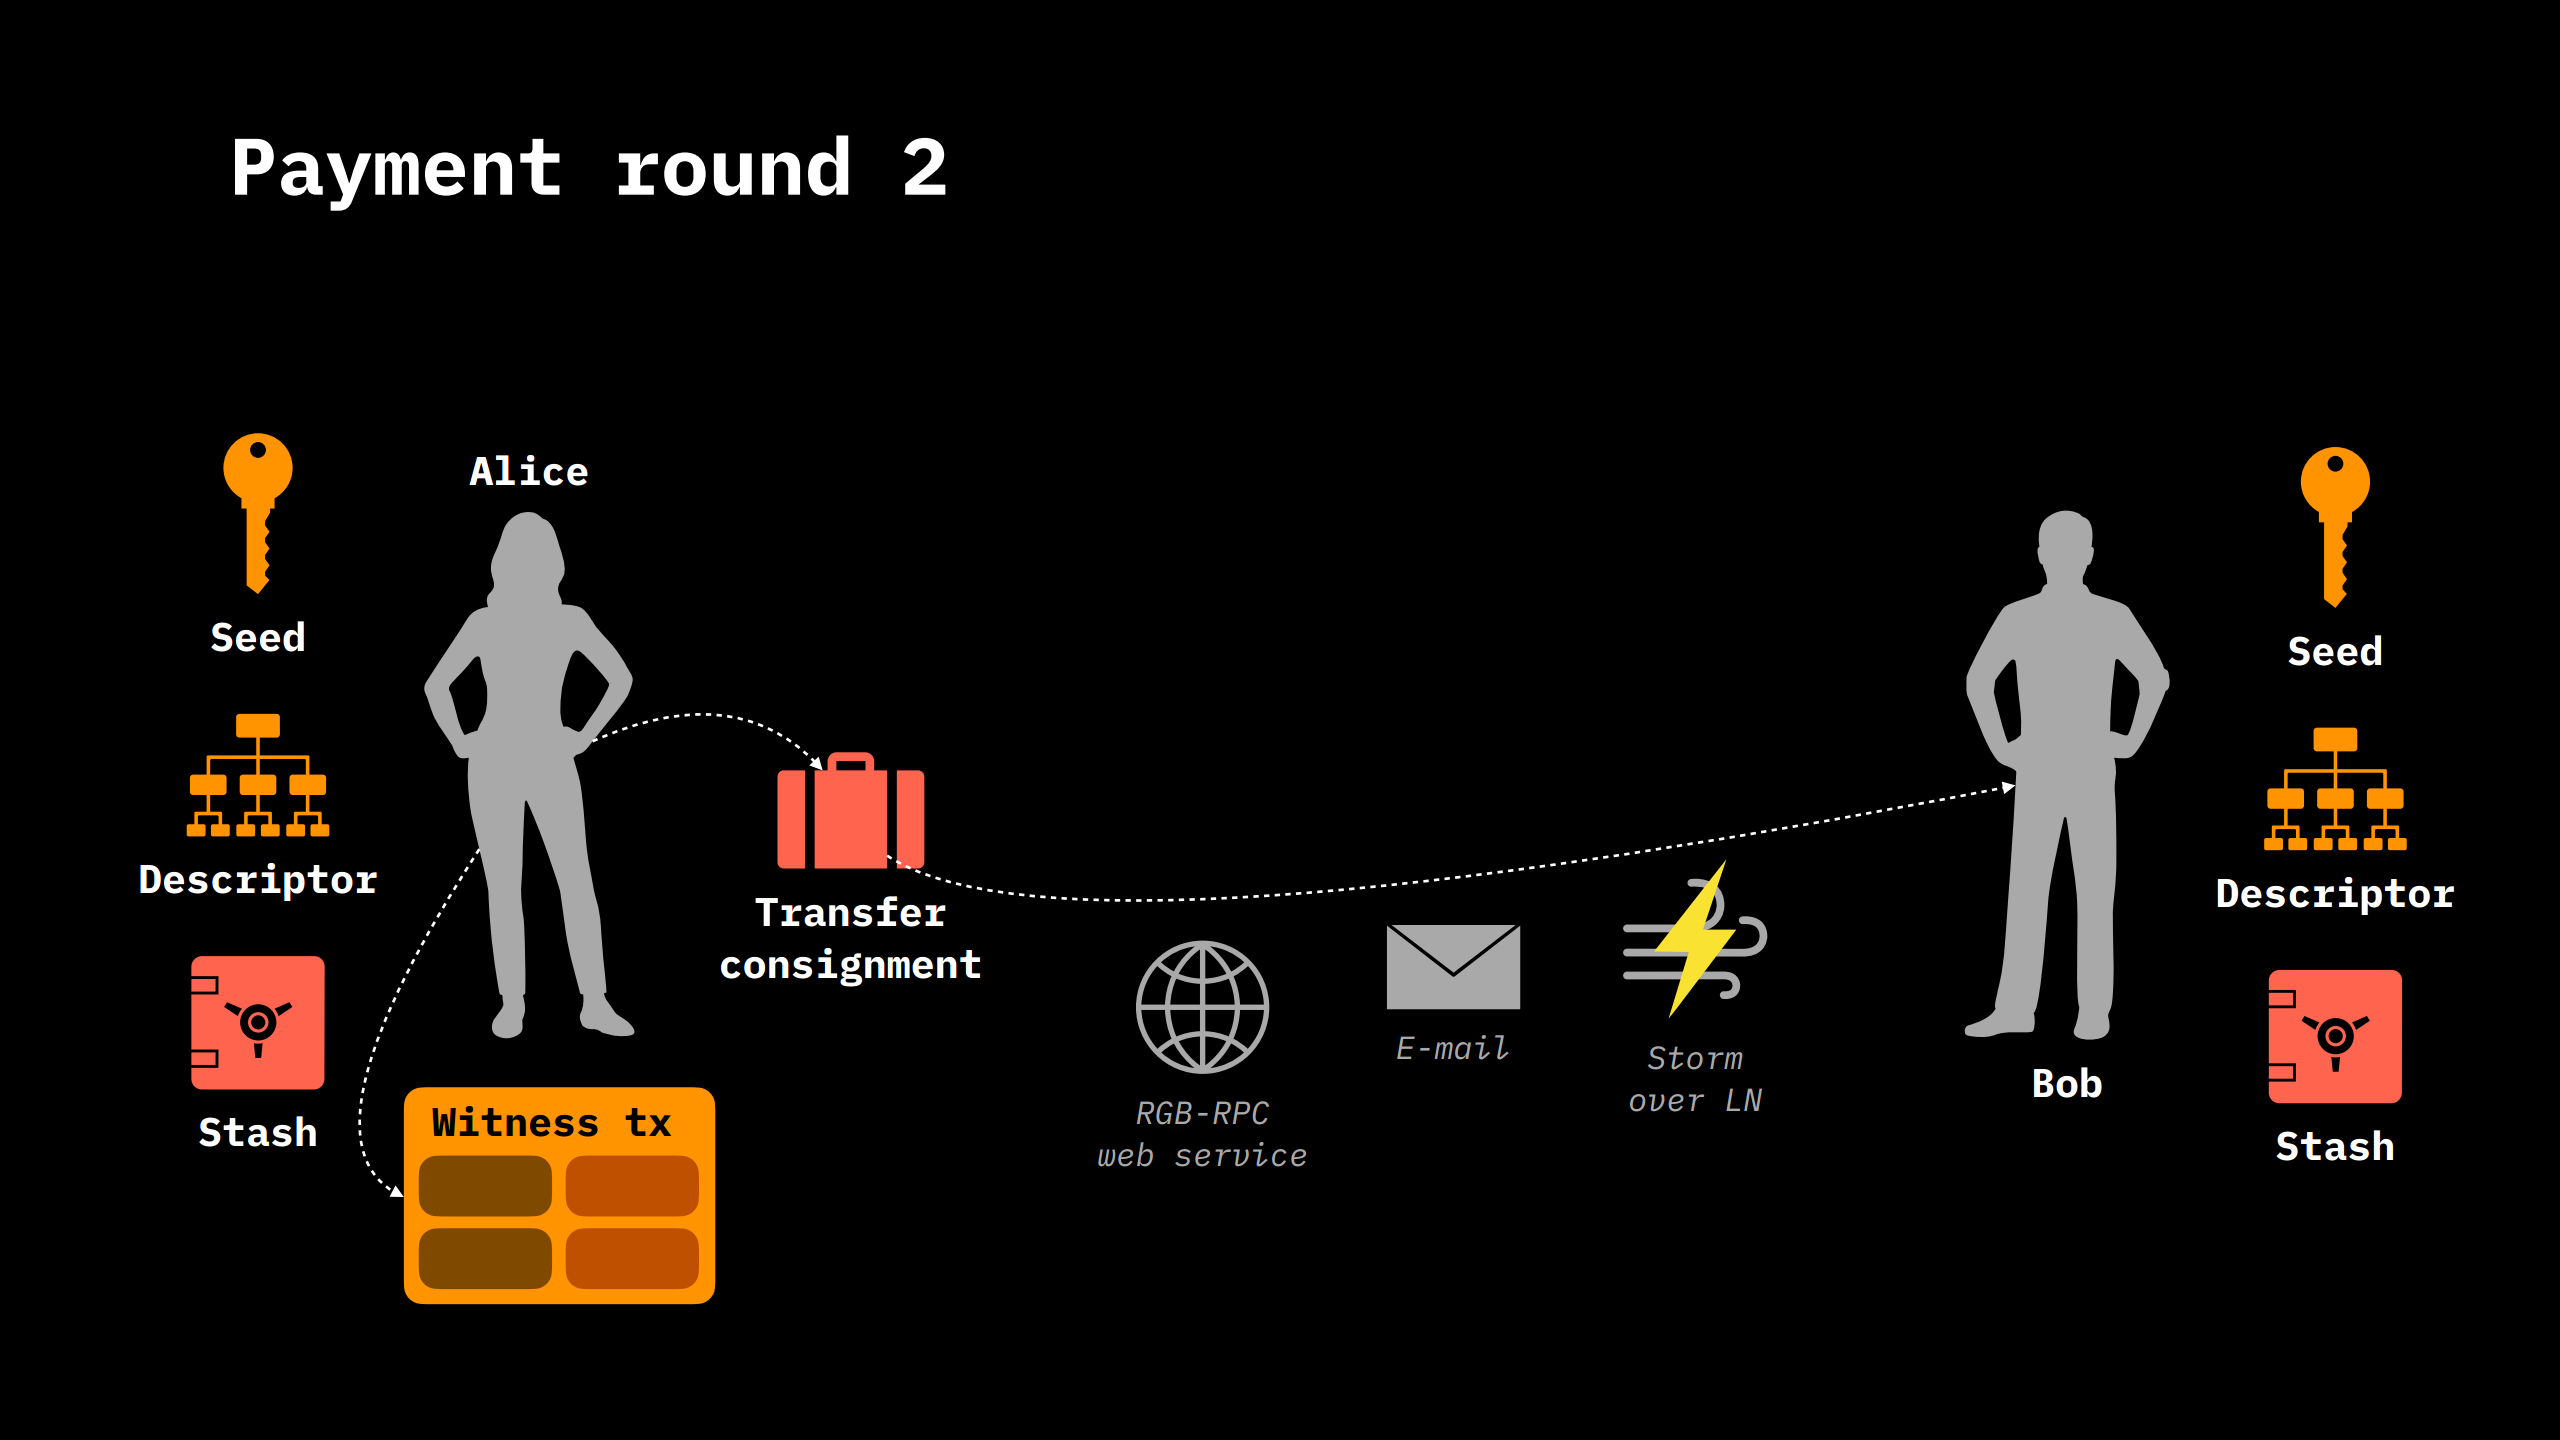 Payment round 2
Alice
Seed
Descriptor
Stash
Witness tx
Transfer
consignment
RGB-RPC
web service
E-mail
Storm
over LN
Bob
Seed
Descriptor
Stash